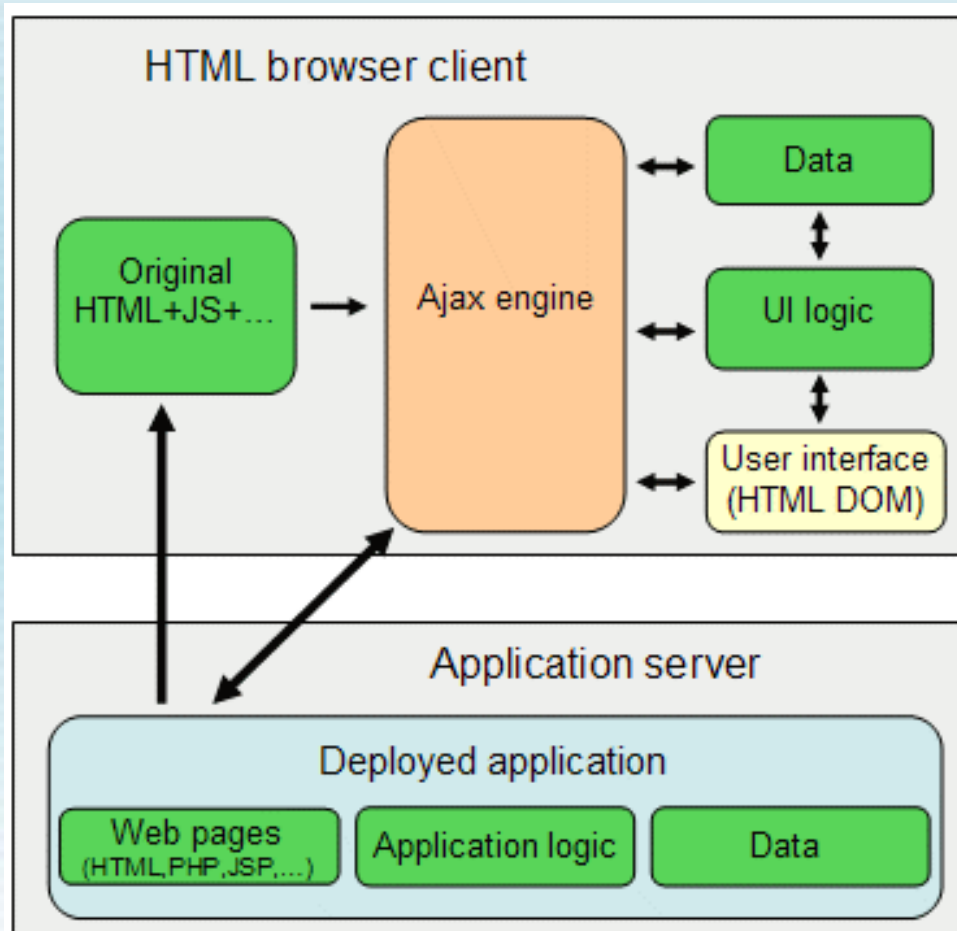 HTML browser client
Data
Original
HTML+JS+...
Ajax engine
UI logic
User interface
(HTML DOM)
Application server
Deployed application
Web pages
(HTML,PHP,JSP,...)
Application logic
Data